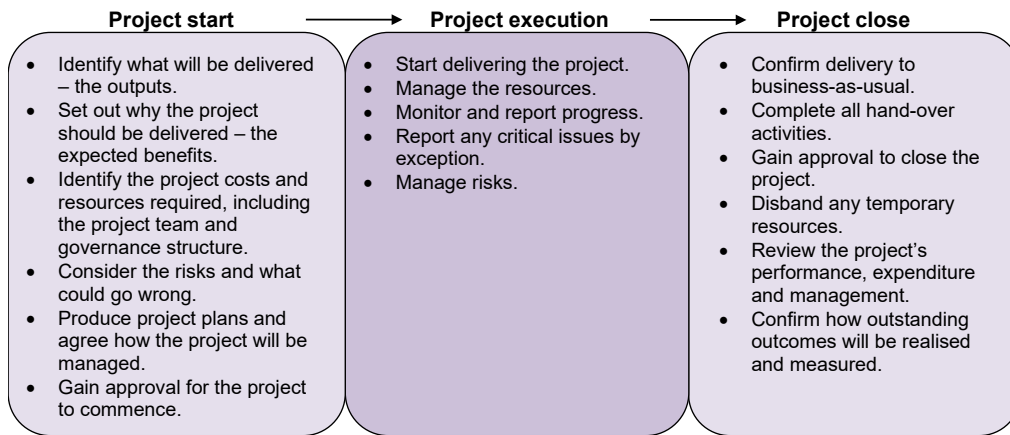 Project start
Project execution
Project close
• Identify what will be delivered
– the outputs.
• Set out why the project
should be delivered – the
expected benefits.
• Identify the project costs and
resources required, including
the project team and
governance structure.
• Consider the risks and what
could go wrong.
• Produce project plans and
agree how the project will be
managed.
• Gain approval for the project
to commence.
• Start delivering the project.
• Manage the resources.
• Monitor and report progress.
• Report any critical issues by
exception.
• Manage risks.
• Confirm delivery to
business-as-usual.
• Complete all hand-over
activities.
• Gain approval to close the
project.
• Disband any temporary
resources.
• Review the project’s
performance, expenditure
and management.
• Confirm how outstanding
outcomes will be realised
and measured.